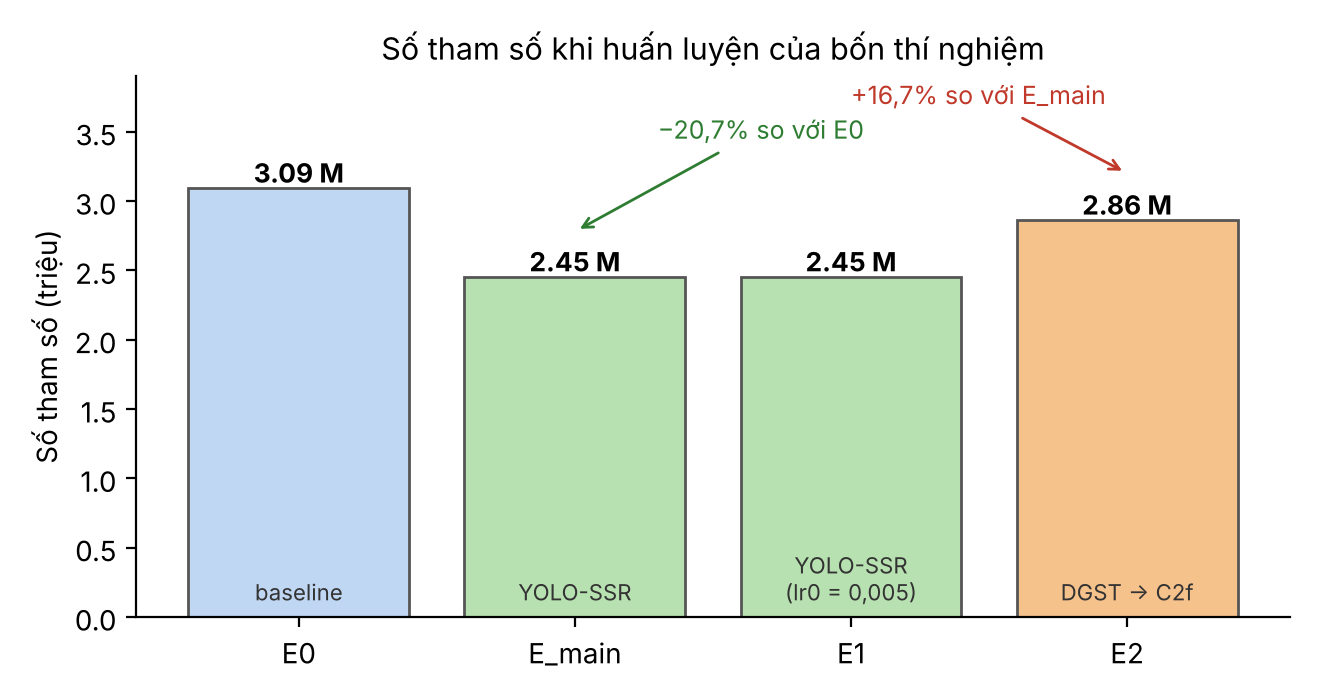 Số tham số khi huấn luyện của bốn thí nghiệm
+16,7% so với E_main
−20,7% so với E0
Số tham số (triệu)
3.5
3.0
2.5
2.0
1.5
1.0
0.5
0.0
3.09 M
2.45 M
2.45 M
2.86 M
baseline
YOLO-SSR
YOLO-SSR
(lr0 = 0,005)
DGST → C2f
E0
E_main
E1
E2